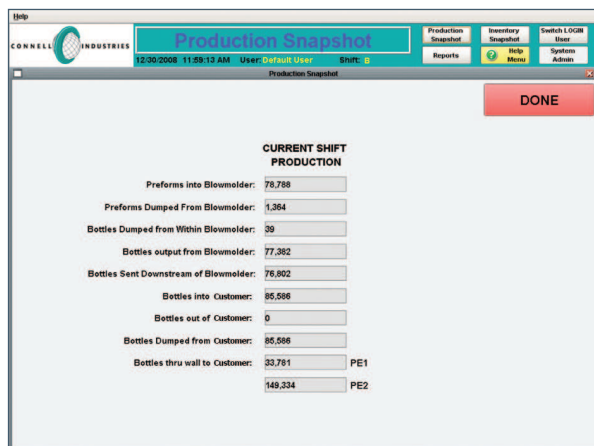 Help
CONNELL INDUSTRIES
Production Snapshot
12/30/2008 11:59:13 AM User: Default User Shift: B
Production Snapshot
Inventory Snapshot
Switch LOGIN User
Reports
Help Menu
System Admin
Production Snapshot
DONE
CURRENT SHIFT
PRODUCTION
Preforms into Blowmolder: 78,788
Preforms Dumped From Blowmolder: 1,364
Bottles Dumped from Within Blowmolder: 39
Bottles output from Blowmolder: 77,382
Bottles Sent Downstream of Blowmolder: 76,802
Bottles into Customer: 85,586
Bottles out of Customer: 0
Bottles Dumped from Customer: 85,586
Bottles thru wall to Customer: 33,781 PE1
149,334 PE2